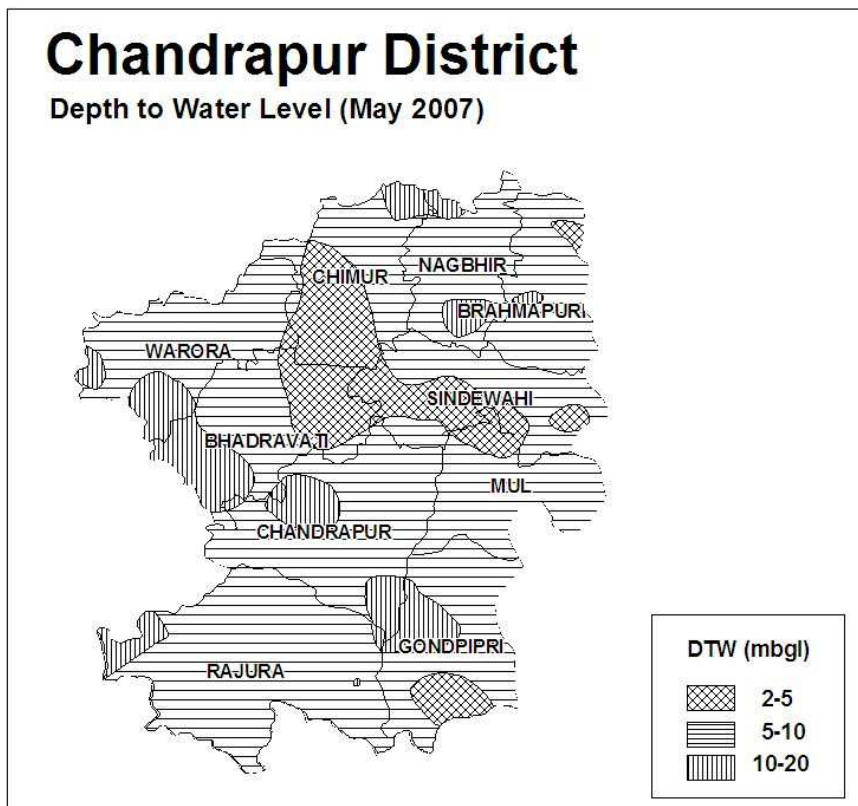 Chandrapur District
Depth to Water Level (May 2007)
CHIMUR
NAGBHIR
BRAHMAPURI
WARORA
SINDEWAHI
BHADRAVATI
MUL
CHANDRAPUR
GONDPIPRI
RAJURA
DTW (mbgl)
2-5
5-10
10-20